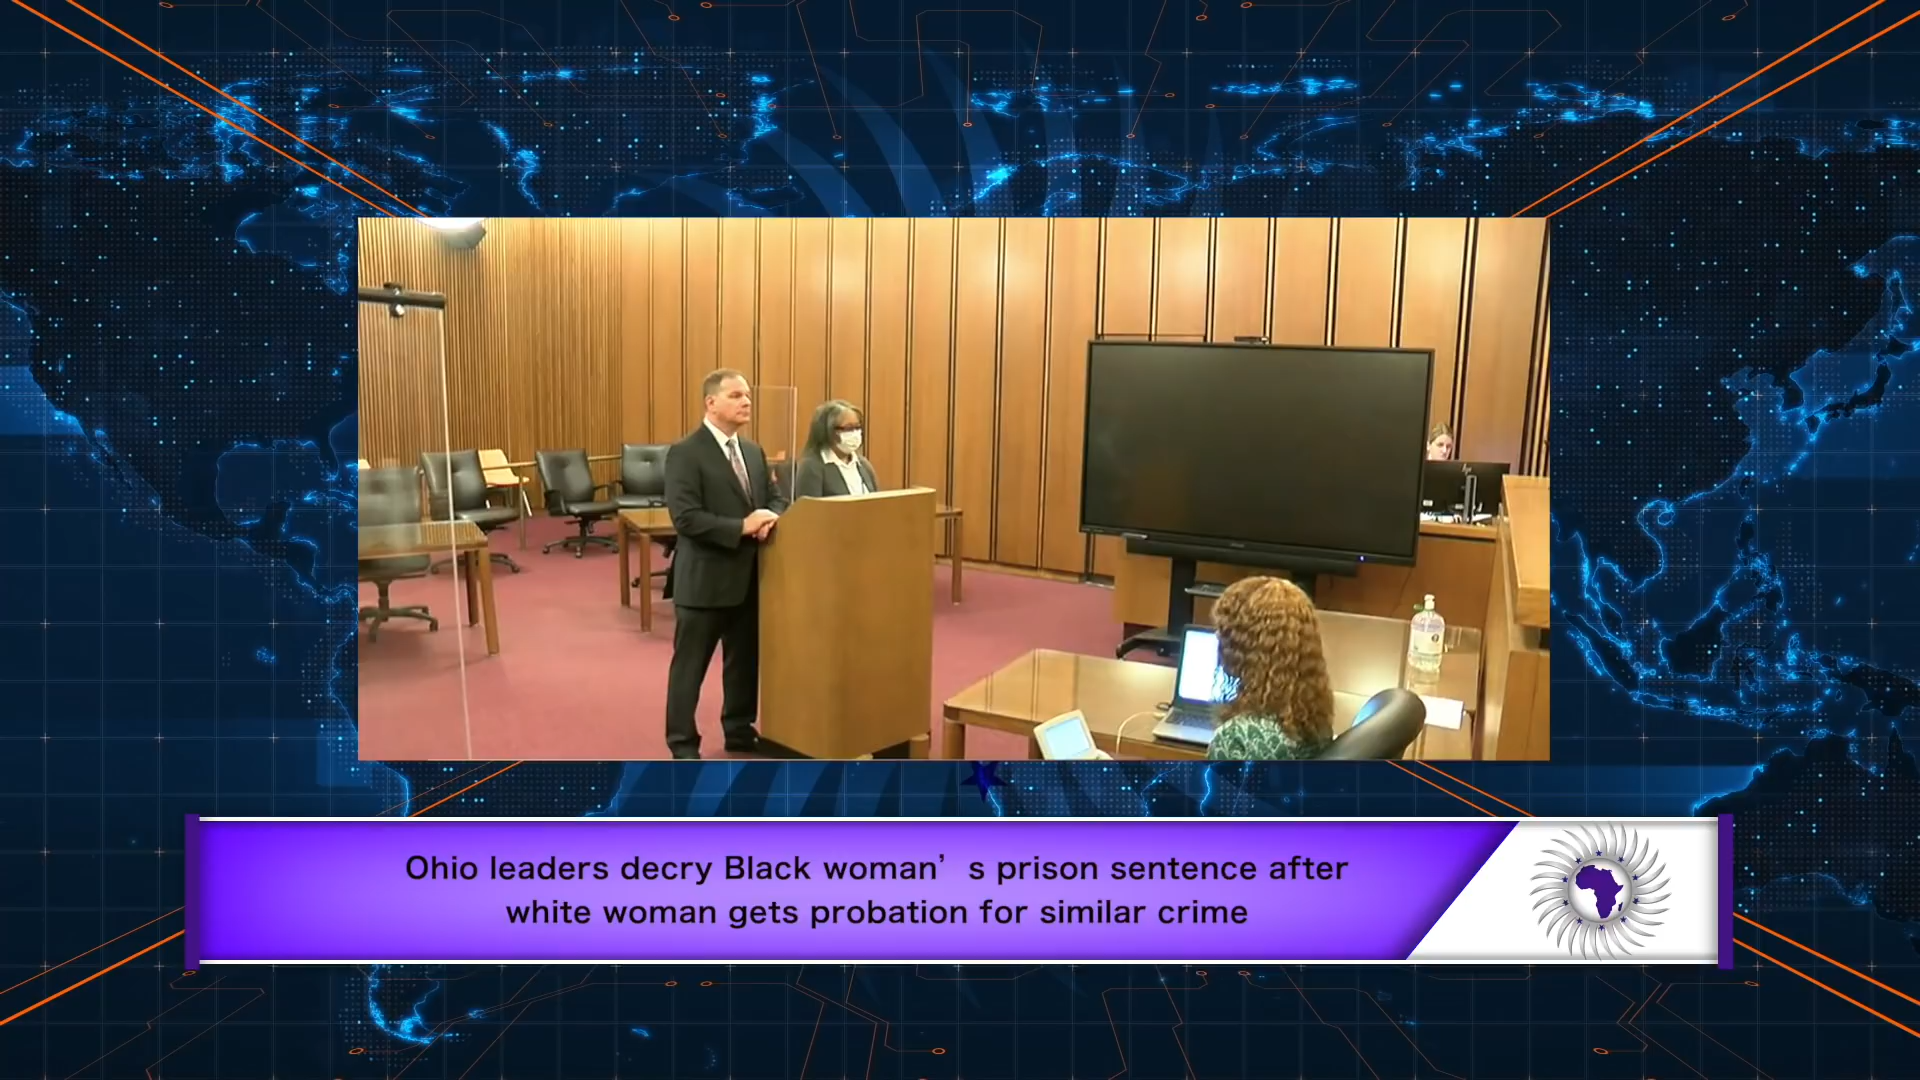 Ohio leaders decry Black woman’s prison sentence after
white woman gets probation for similar crime